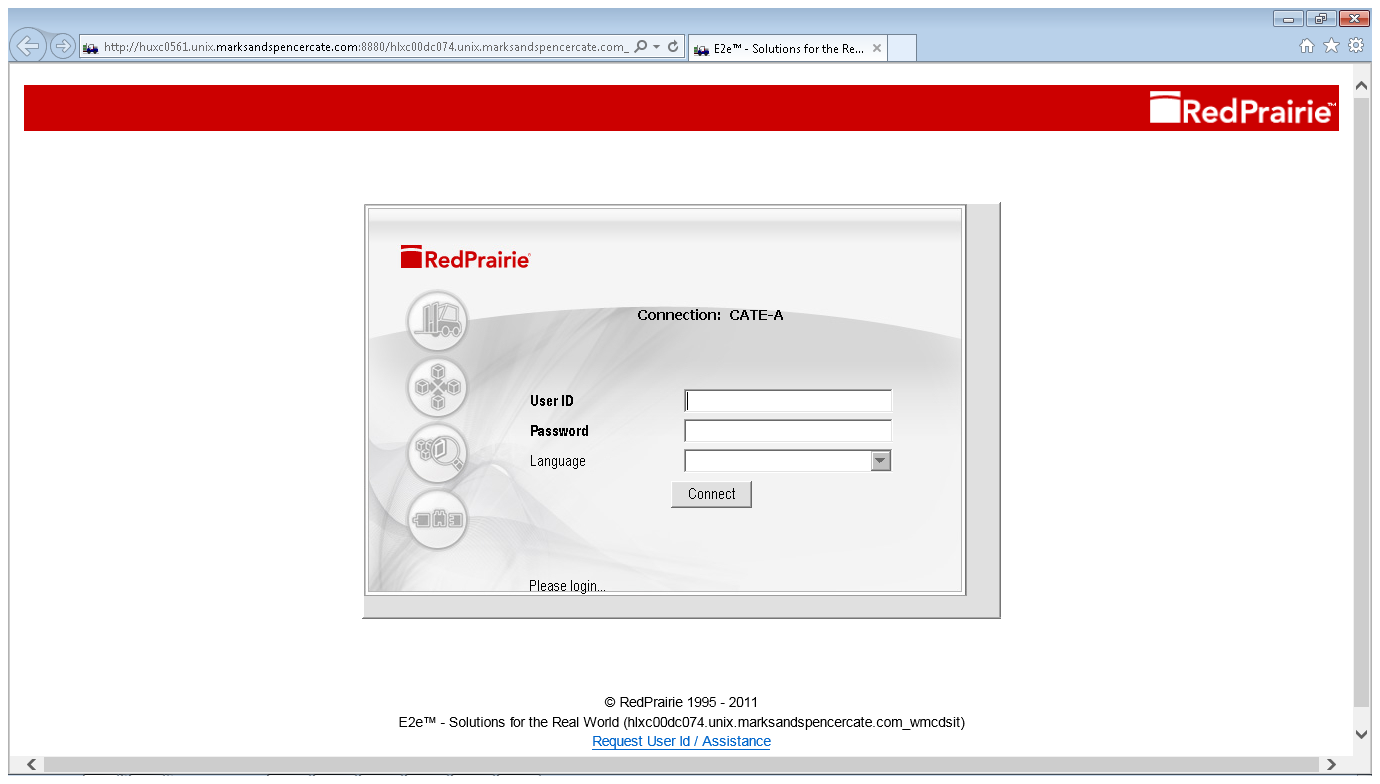 http://huxc0561.unix.marksandspencercate.com:8880/hlxc00dc074.unix.marksandspencercate.com_
E2e™ - Solutions for the Re...
RedPrairie™
RedPrairie
Connection: CATE-A
User ID
Password
Language
Connect
Please login...
© RedPrairie 1995 - 2011
E2e™ - Solutions for the Real World (hlxc00dc074.unix.marksandspencercate.com_wmcdsit)
Request User Id / Assistance